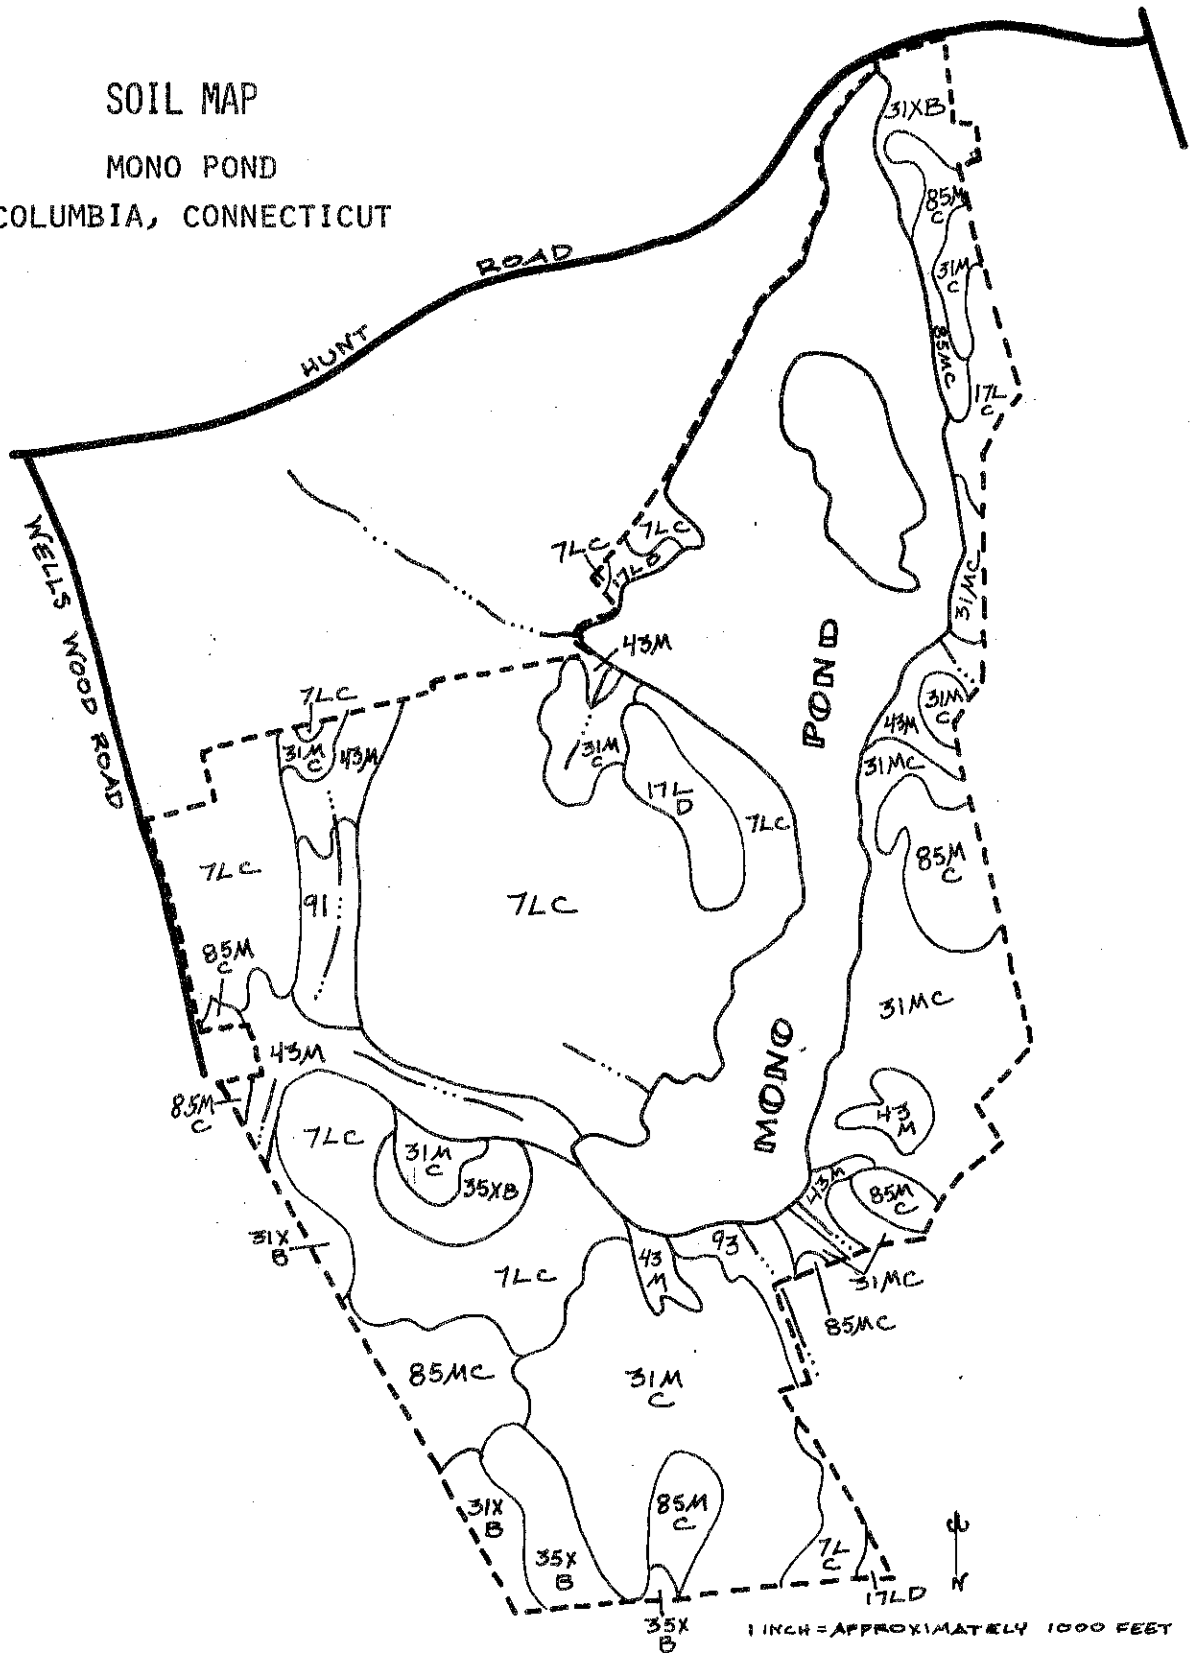 SOIL MAP
MONO POND
COLUMBIA, CONNECTICUT
HUNT ROAD
WELLS WOOD ROAD
31XB
85M
C
31M
C
85MC
17L
C
7LC
7LC
17LD
31MC
43M
POND
31M
C
43M
31MC
7LC
31M
C
43M
31M
C
17L
D
7LC
85M
C
7LC
91
7LC
85M
C
31MC
43M
MONO
85M
C
43
M
7LC
31M
C
35XB
43M
85M
C
31X
B
7LC
43
M
93
31MC
85MC
85MC
31M
C
31X
B
35X
B
85M
C
7L
C
17LD
35X
B
N
1 INCH = APPROXIMATELY 1000 FEET